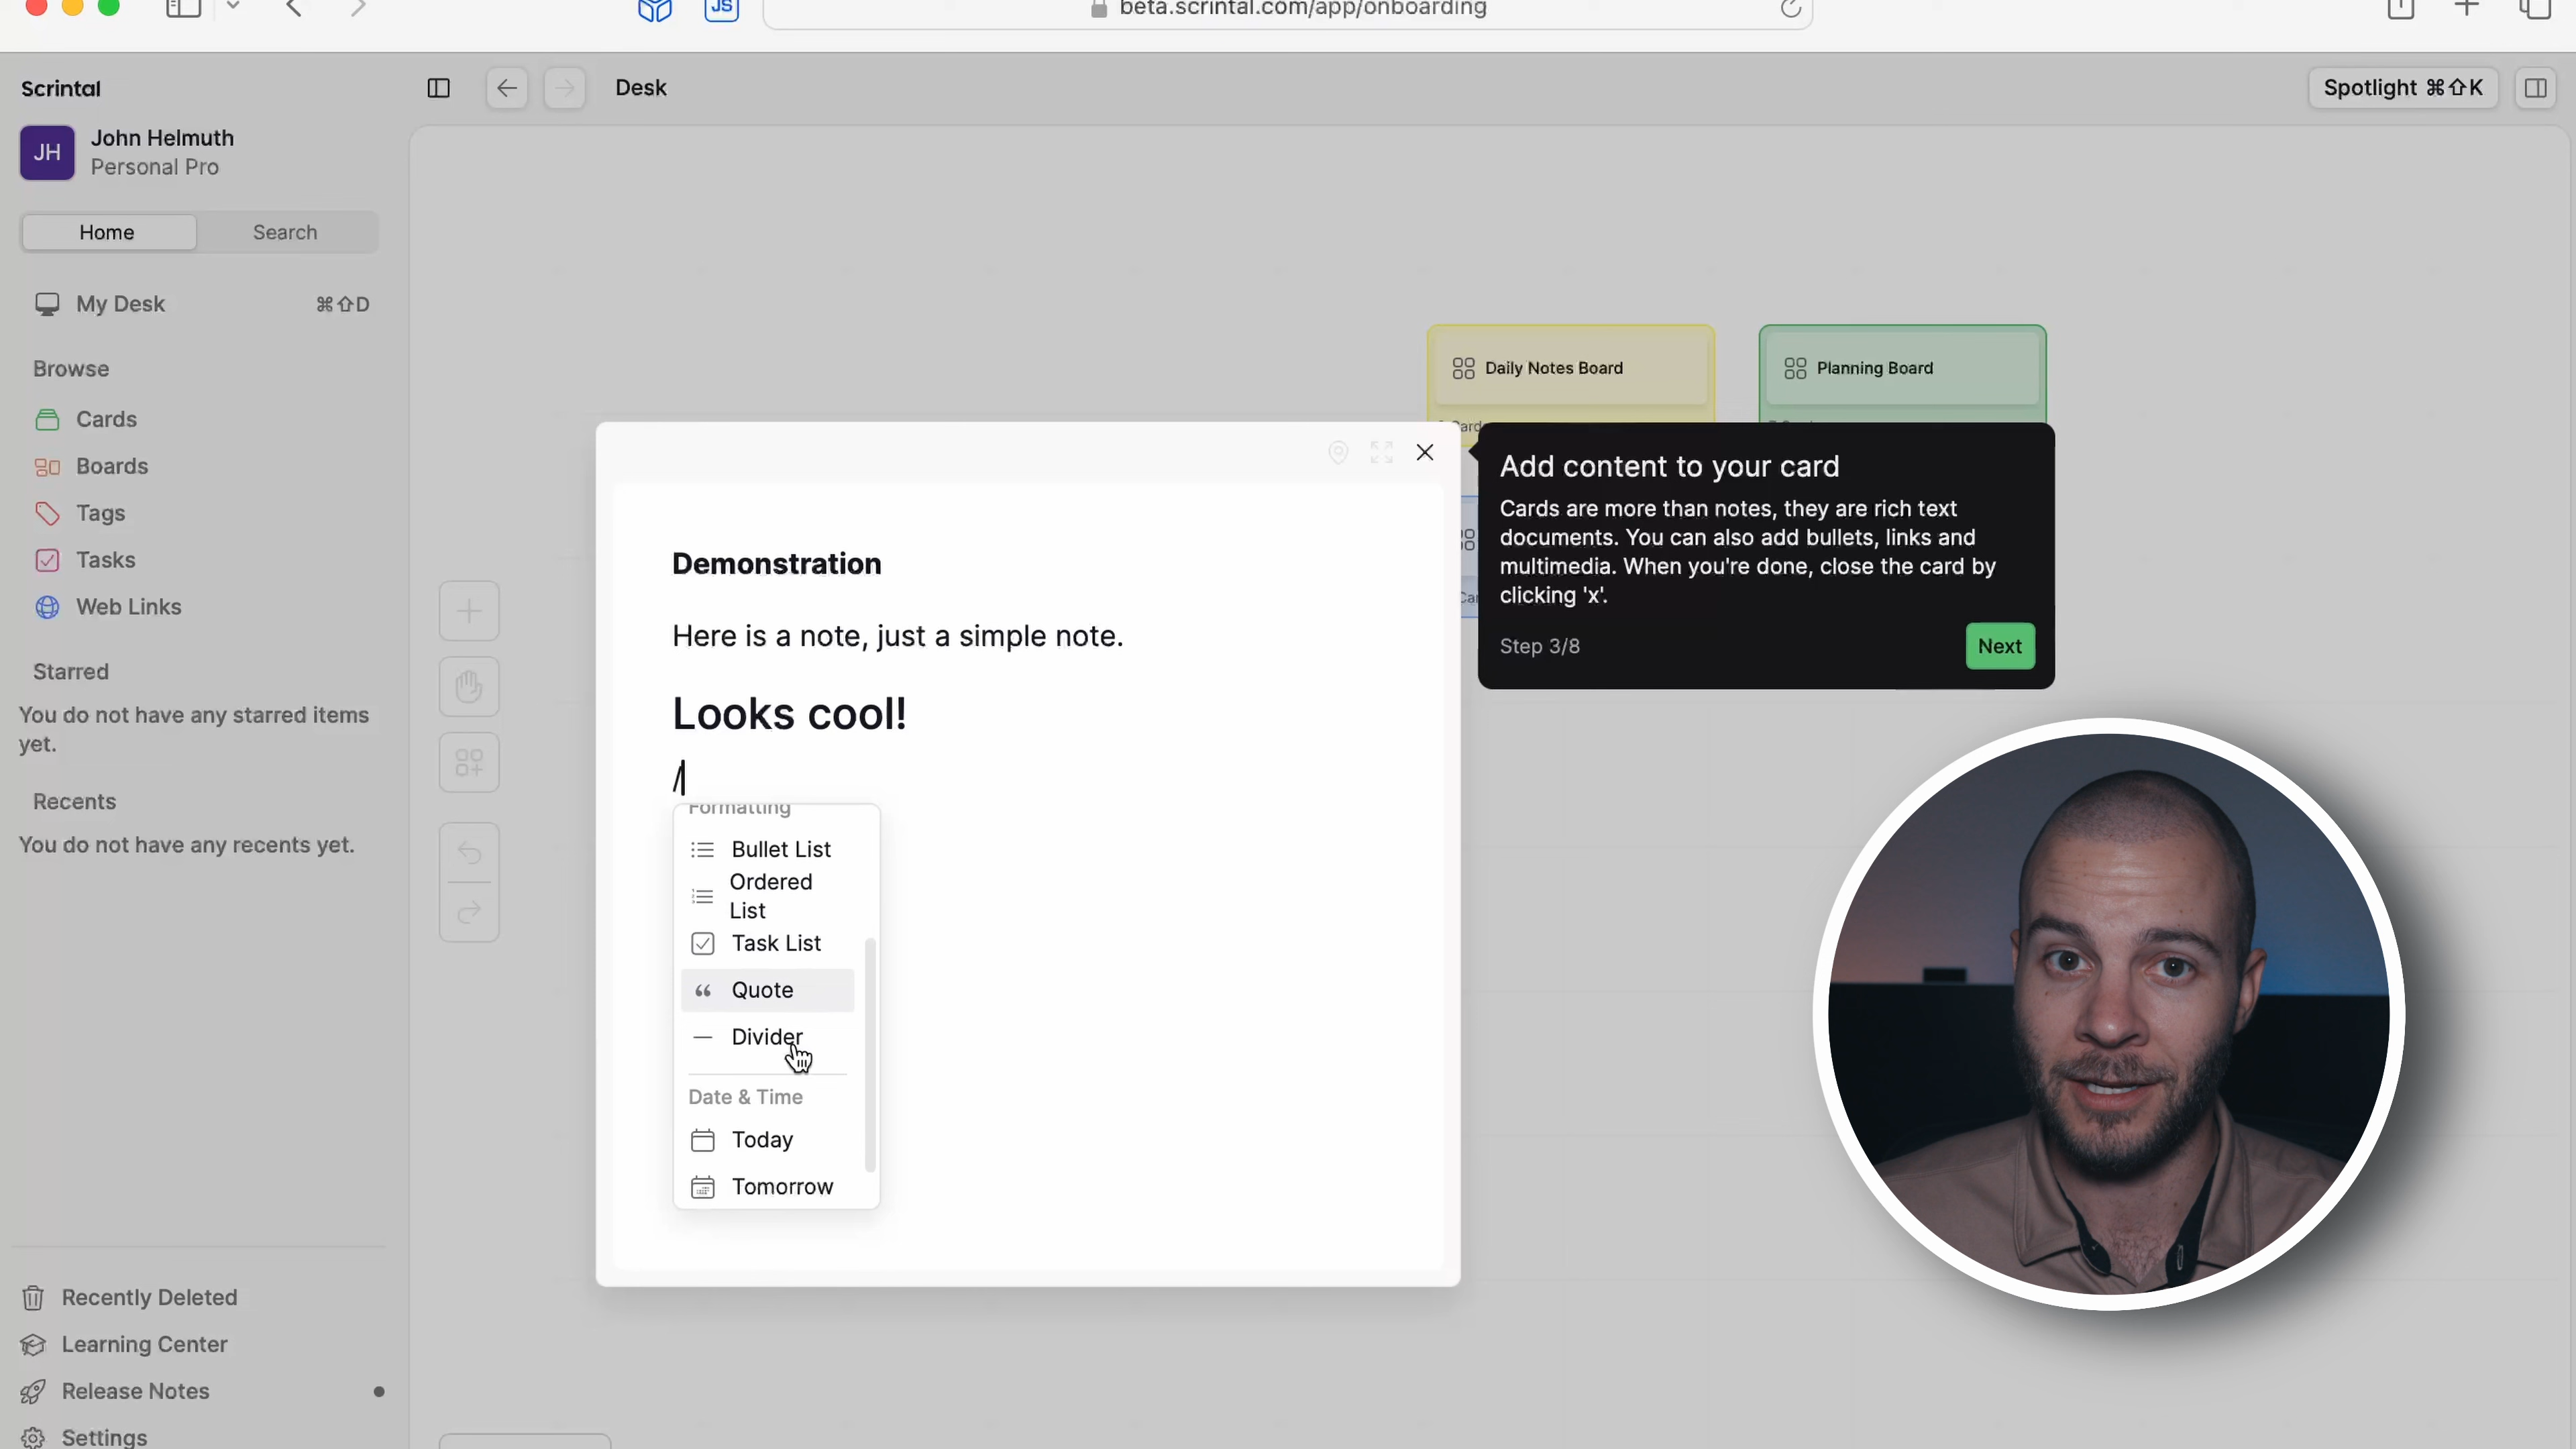 JS
beta.scrintal.com/app/onboarding
Scrintal
Desk
Spotlight ⌘⇧K
JH
John Helmuth
Personal Pro
Home
Search
My Desk
⌘⇧D
Browse
Cards
Boards
Tags
Tasks
Web Links
Starred
You do not have any starred items
yet.
Recents
You do not have any recents yet.
Recently Deleted
Learning Center
Release Notes
Settings
Daily Notes Board
Planning Board
Demonstration
Here is a note, just a simple note.
Looks cool!
/
Formatting
Bullet List
Ordered
List
Task List
Quote
Divider
Date & Time
Today
Tomorrow
Add content to your card
Cards are more than notes, they are rich text
documents. You can also add bullets, links and
multimedia. When you're done, close the card by
clicking 'x'.
Step 3/8
Next